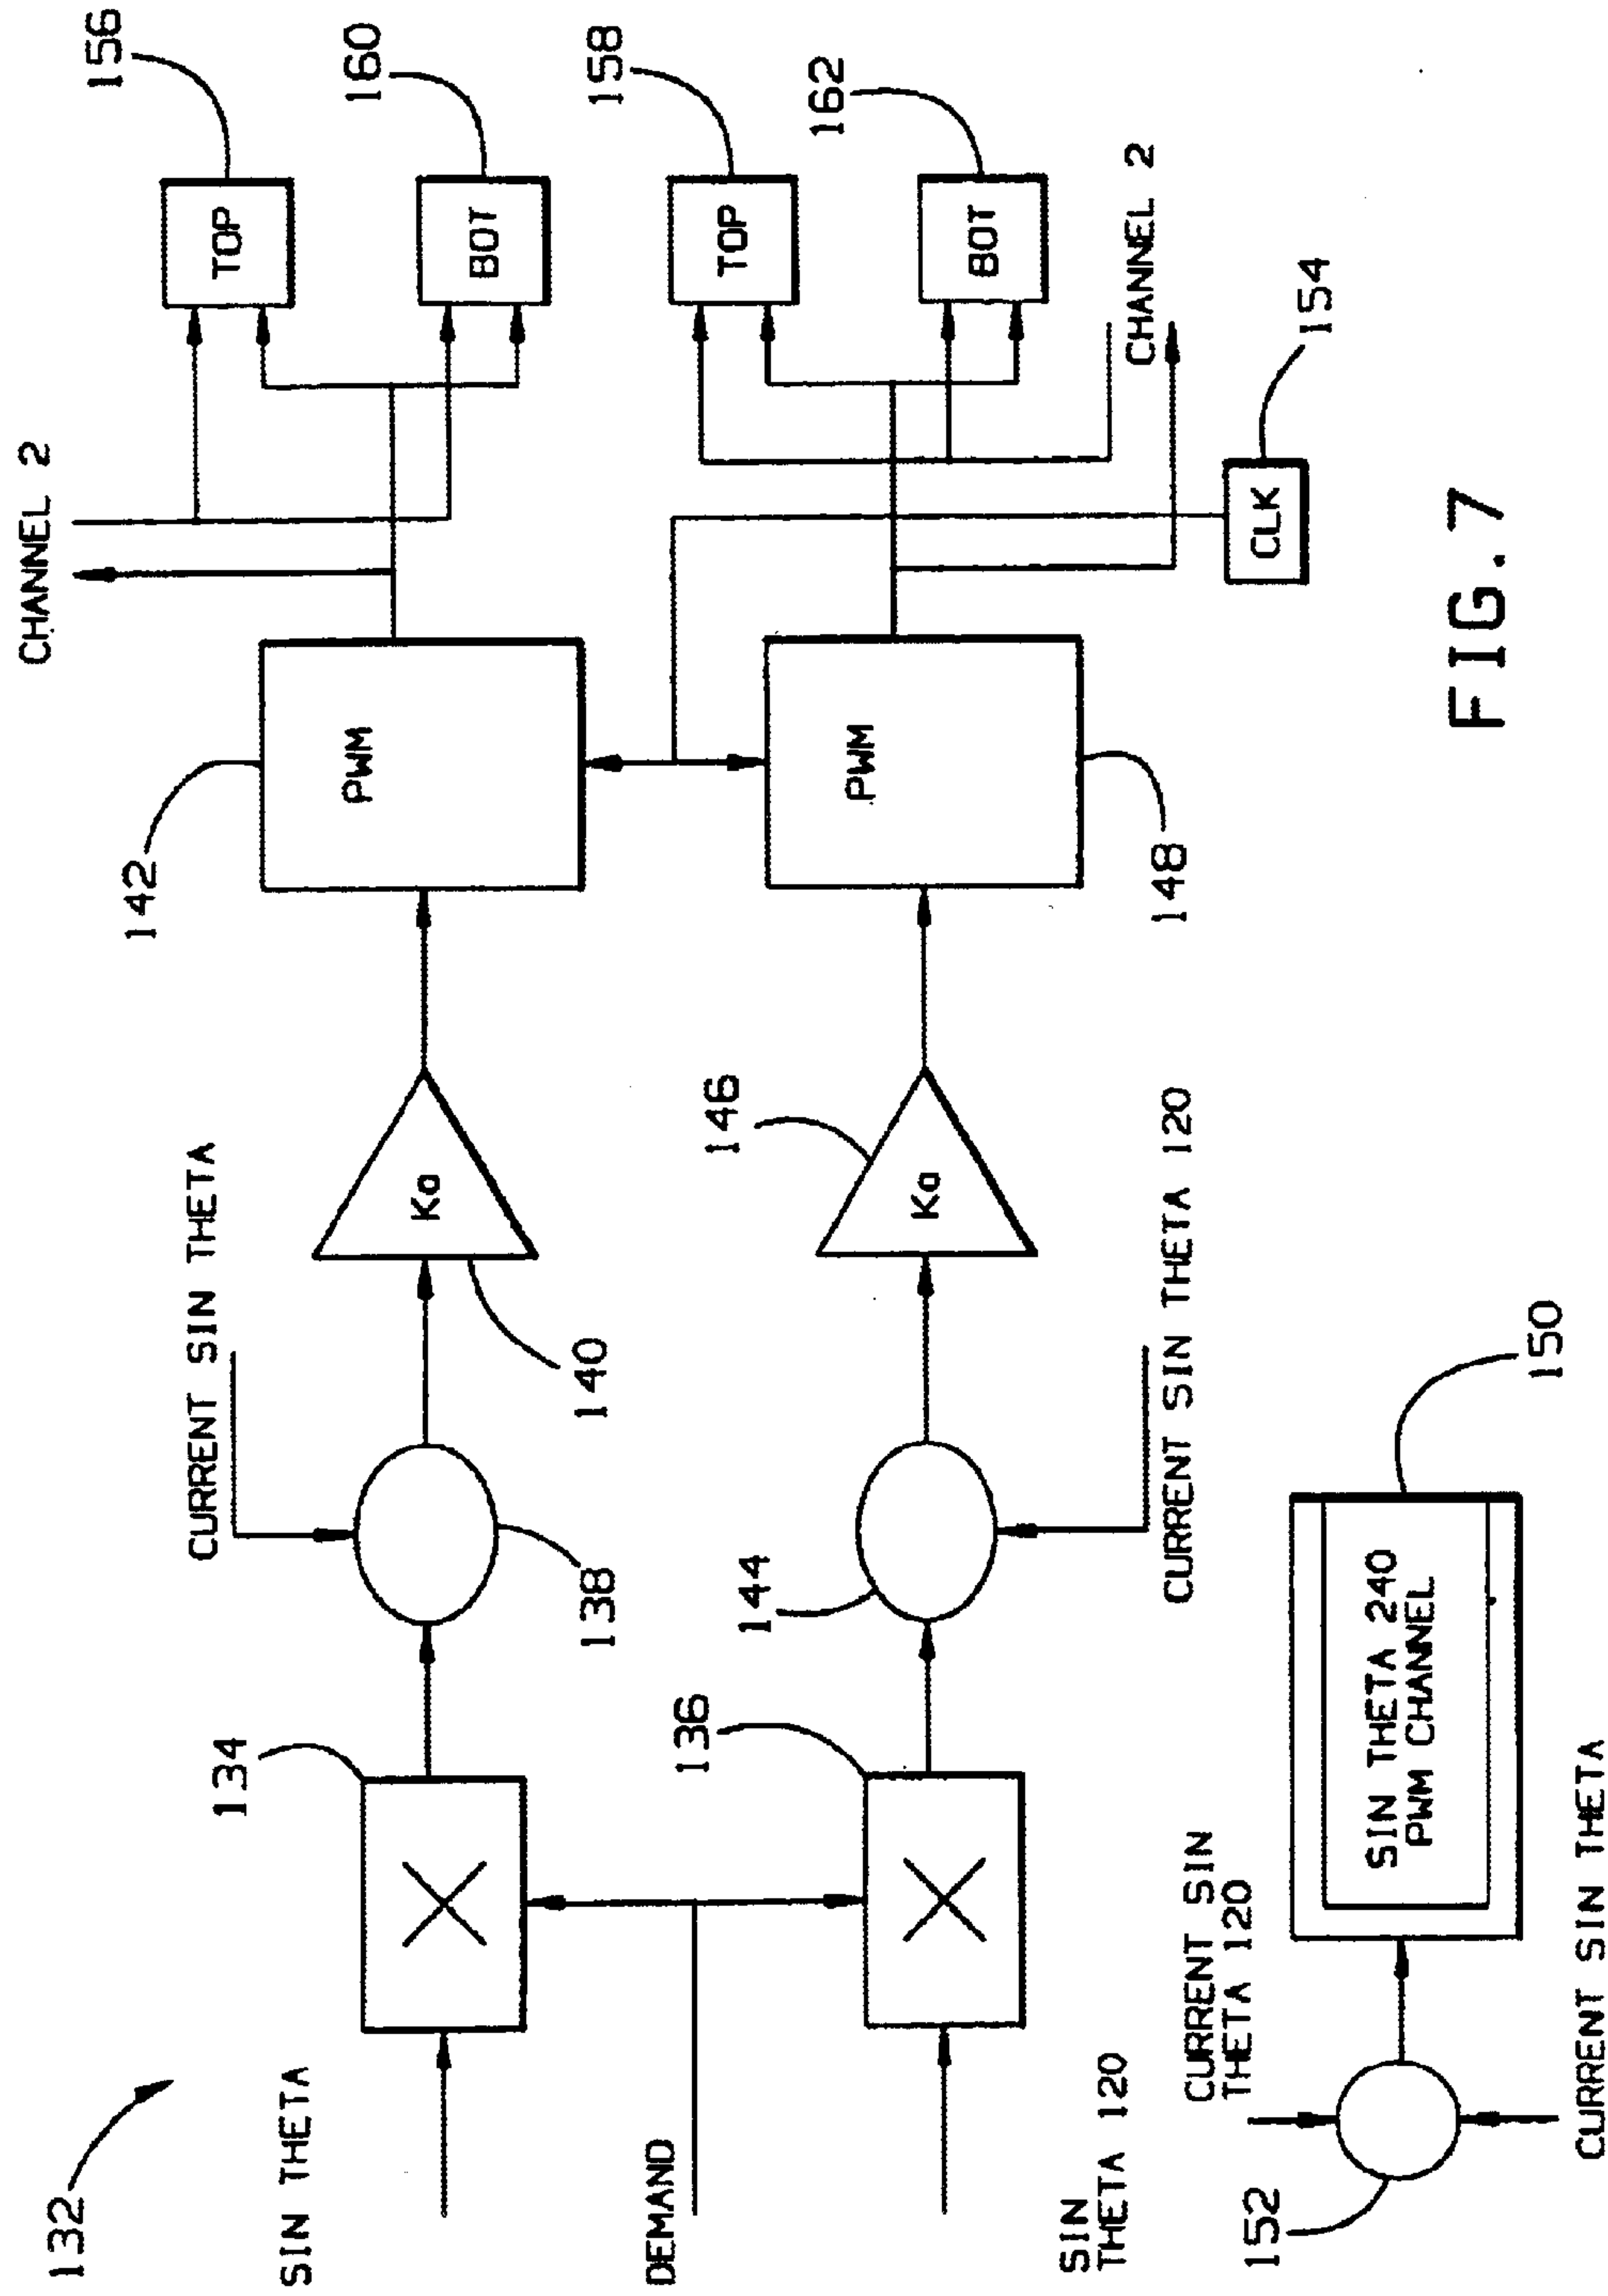 132
SIN THETA
DEMAND
SIN
THETA 120
134
136
CURRENT SIN THETA
138
144
CURRENT SIN THETA 120
140
Ka
146
Ka
142
PWM
PWM
148
CHANNEL 2
TOP
156
BOT
160
TOP
158
BOT
162
CHANNEL 2
CLK
154
152
CURRENT SIN
THETA 120
CURRENT SIN THETA
SIN THETA 240
PWM CHANNEL
150
FIG. 7